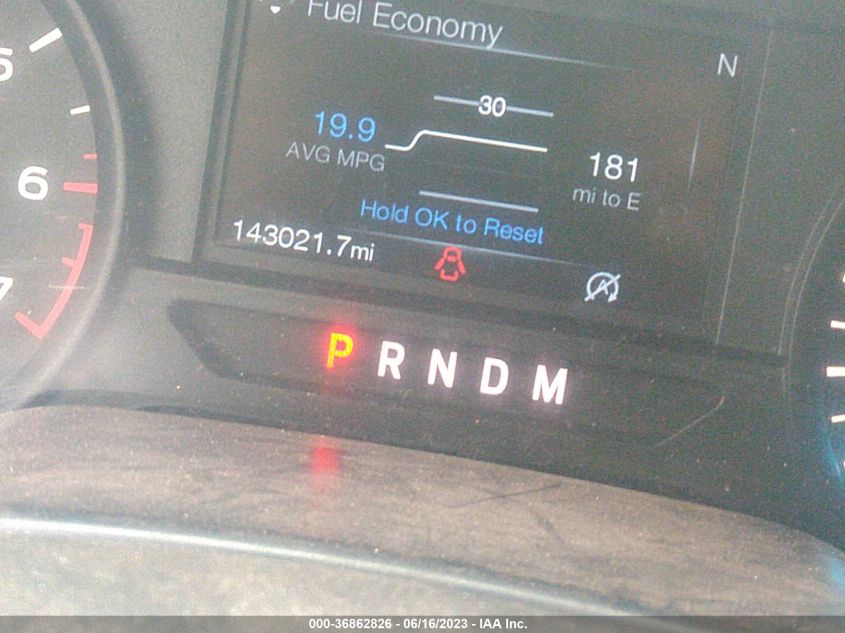 Fuel Economy
N
5
30
19.9
AVG MPG
181
mi to E
6
Hold OK to Reset
143021.7mi
A
7
P R N D M
000-36862826 - 06/16/2023 - IAA Inc.